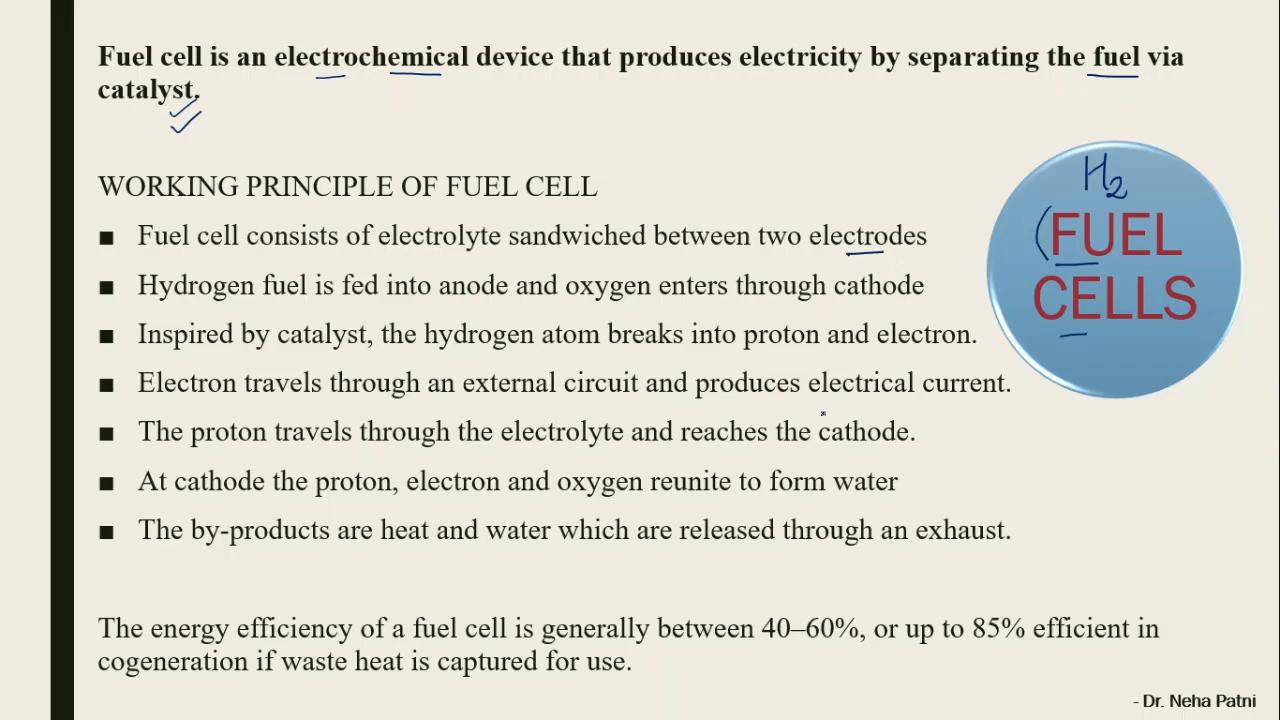 Fuel cell is an electrochemical device that produces electricity by separating the fuel via
catalyst.
WORKING PRINCIPLE OF FUEL CELL
■ Fuel cell consists of electrolyte sandwiched between two electrodes
■ Hydrogen fuel is fed into anode and oxygen enters through cathode
■ Inspired by catalyst, the hydrogen atom breaks into proton and electron.
■ Electron travels through an external circuit and produces electrical current.
■ The proton travels through the electrolyte and reaches the cathode.
■ At cathode the proton, electron and oxygen reunite to form water
■ The by-products are heat and water which are released through an exhaust.
The energy efficiency of a fuel cell is generally between 40–60%, or up to 85% efficient in
cogeneration if waste heat is captured for use.
H2
(FUEL
CELLS
- Dr. Neha Patni